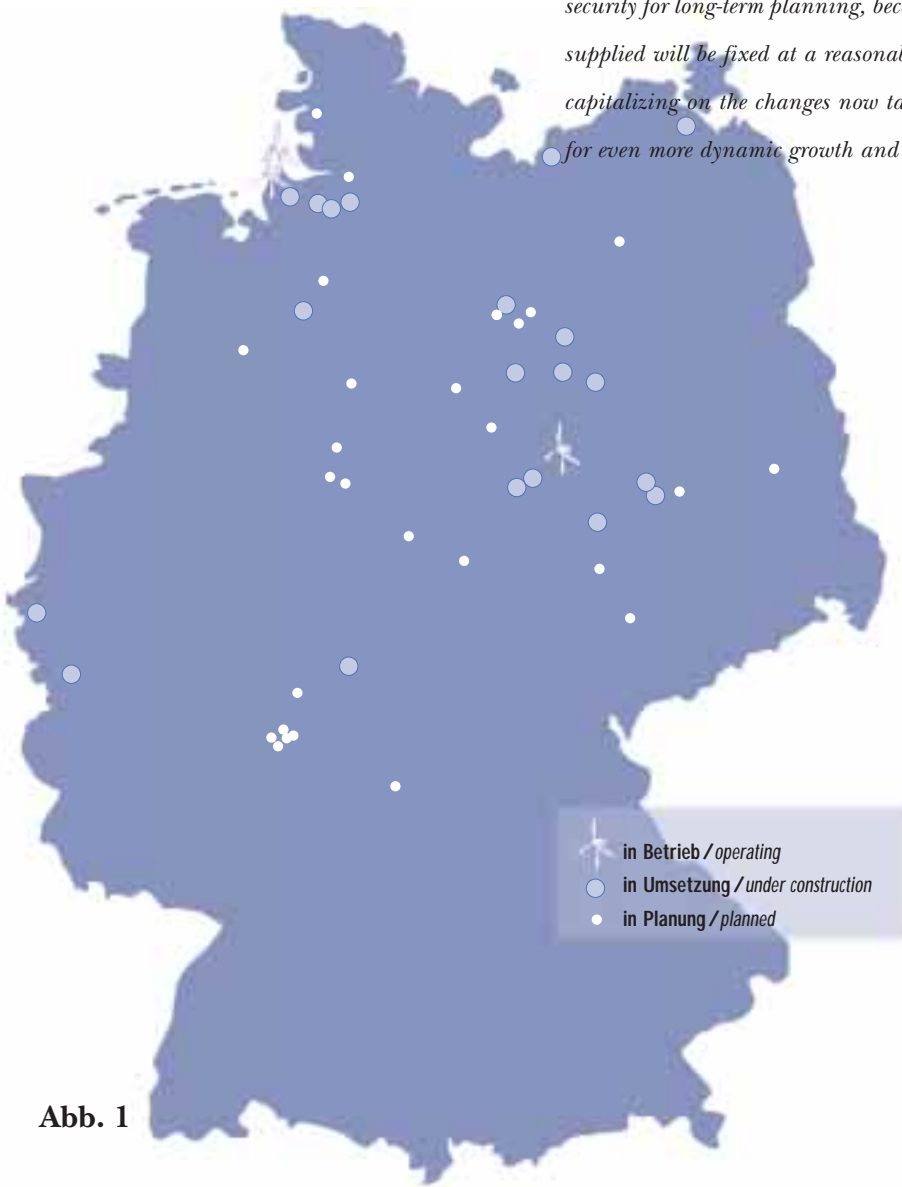 security for long-term planning, bec
supplied will be fixed at a reasonal
capitalizing on the changes now ta
for even more dynamic growth and
in Betrieb / operating
in Umsetzung / under construction
in Planung / planned
Abb. 1